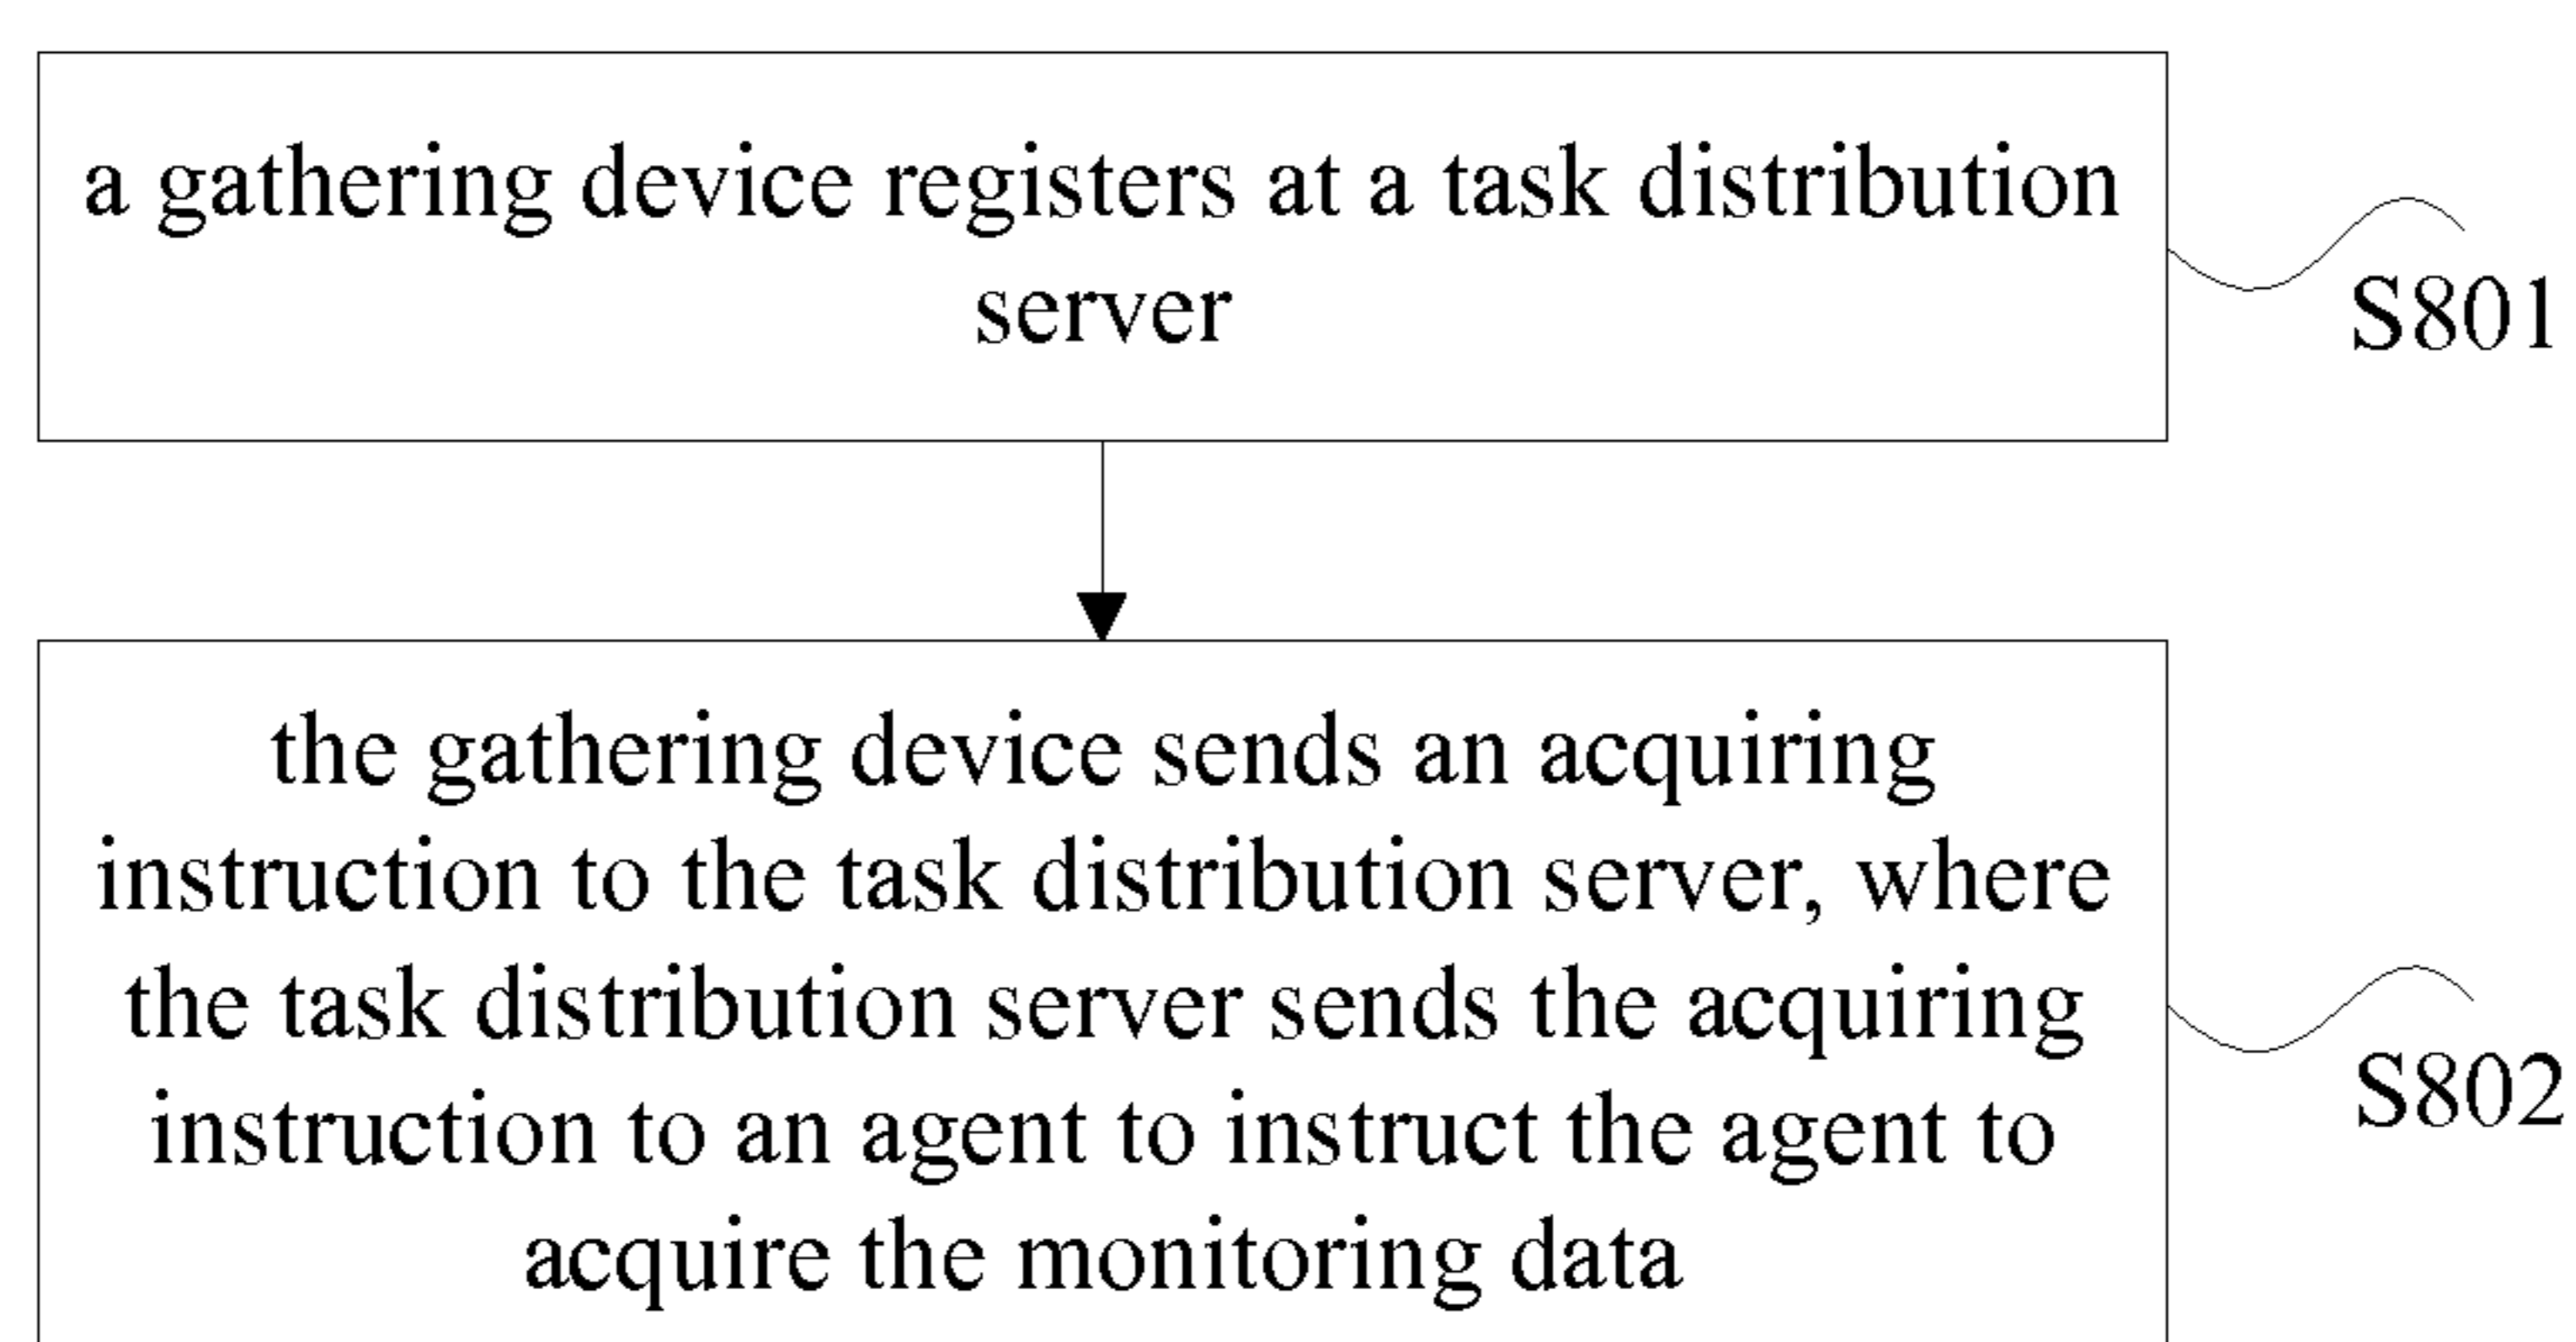 a gathering device registers at a task distribution
server
S801
the gathering device sends an acquiring
instruction to the task distribution server, where
the task distribution server sends the acquiring
instruction to an agent to instruct the agent to
acquire the monitoring data
S802